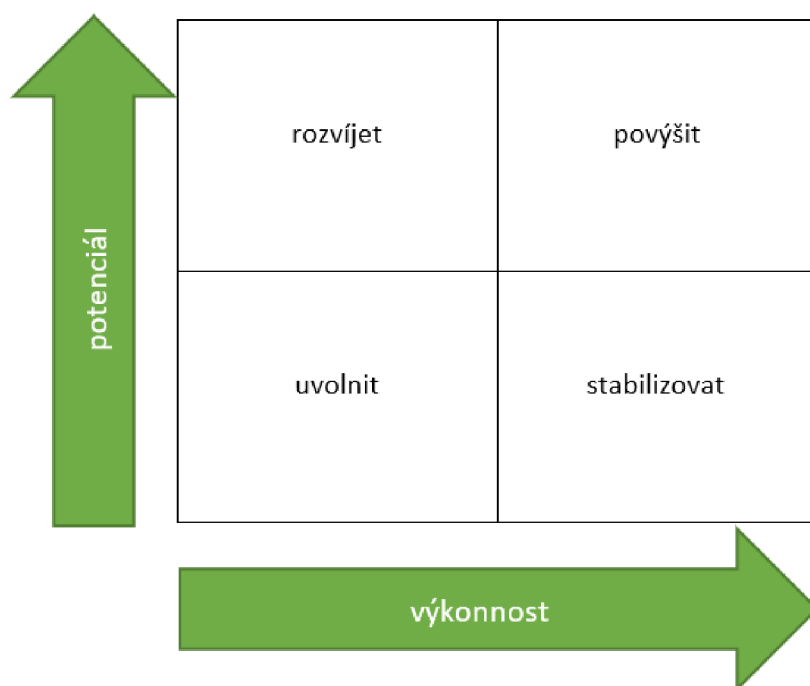 rozvíjet
povýšit
potenciál
uvolnit
stabilizovat
výkonnost